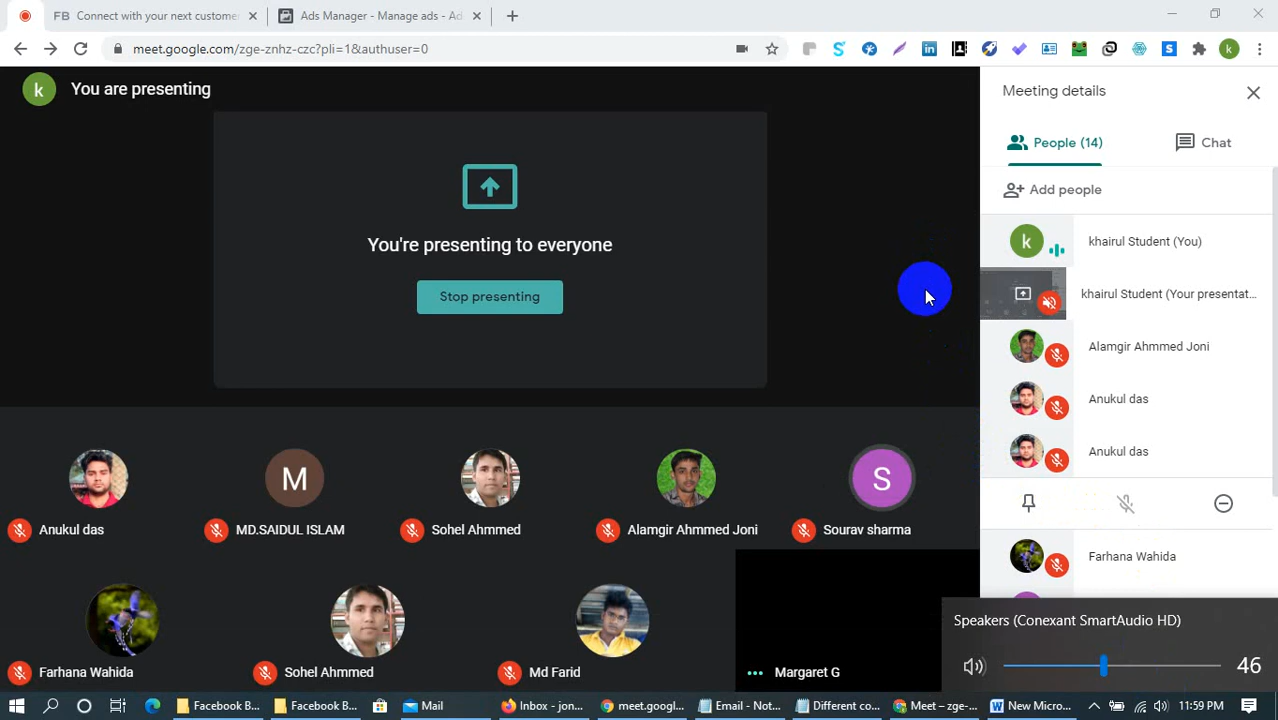 FB Connect with your next custome
Ads Manager - Manage ads - Ad
meet.google.com/zge-znhz-czc?pli=1&authuser=0
k
k You are presenting
You're presenting to everyone
Stop presenting
Anukul das
M
MD.SAIDUL ISLAM
Sohel Ahmmed
Alamgir Ahmmed Joni
S
Sourav sharma
Farhana Wahida
Sohel Ahmmed
Md Farid
Margaret G
Meeting details
People (14)
Chat
Add people
k khairul Student (You)
khairul Student (Your presentat...
Alamgir Ahmmed Joni
Anukul das
Anukul das
Farhana Wahida
Speakers (Conexant SmartAudio HD)
46
Facebook B...
Facebook B...
Mail
Inbox - jon...
meet.googl...
Email - Not...
Different co...
Meet – zge-...
New Micro...
11:59 PM